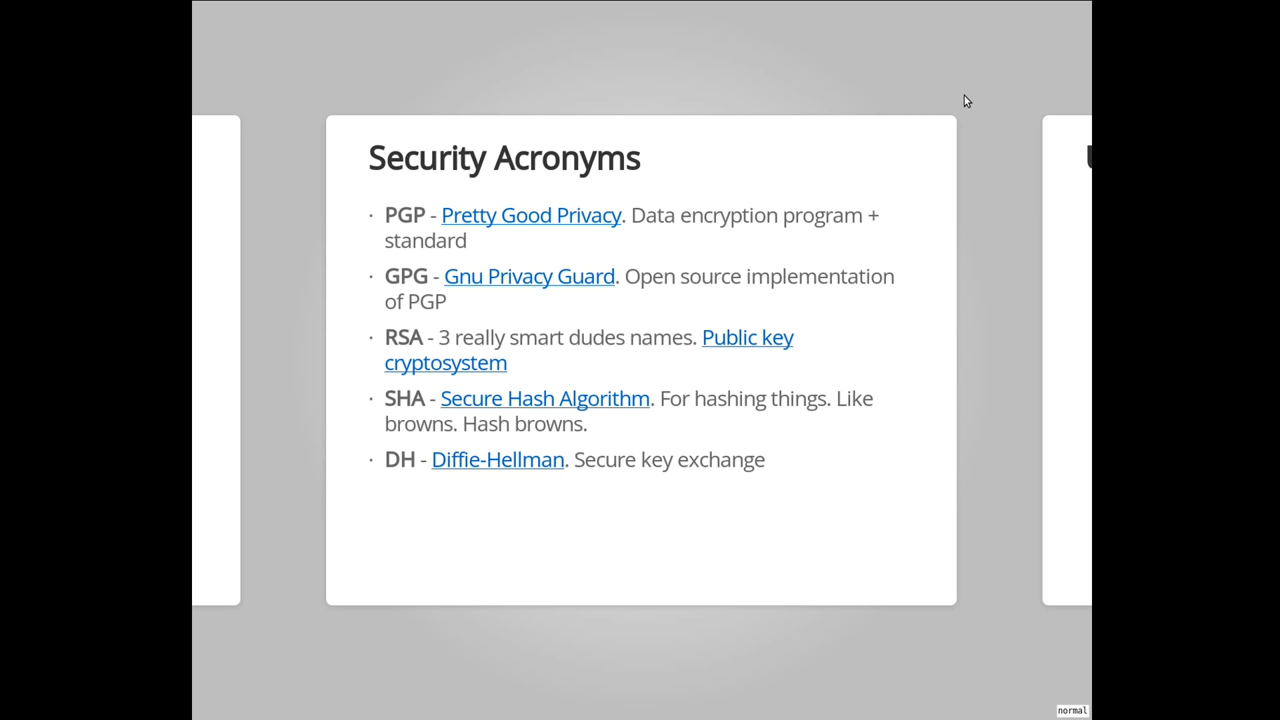 Security Acronyms
· PGP - Pretty Good Privacy. Data encryption program +
standard
· GPG - Gnu Privacy Guard. Open source implementation
of PGP
· RSA - 3 really smart dudes names. Public key
cryptosystem
· SHA - Secure Hash Algorithm. For hashing things. Like
browns. Hash browns.
· DH - Diffie-Hellman. Secure key exchange
normal